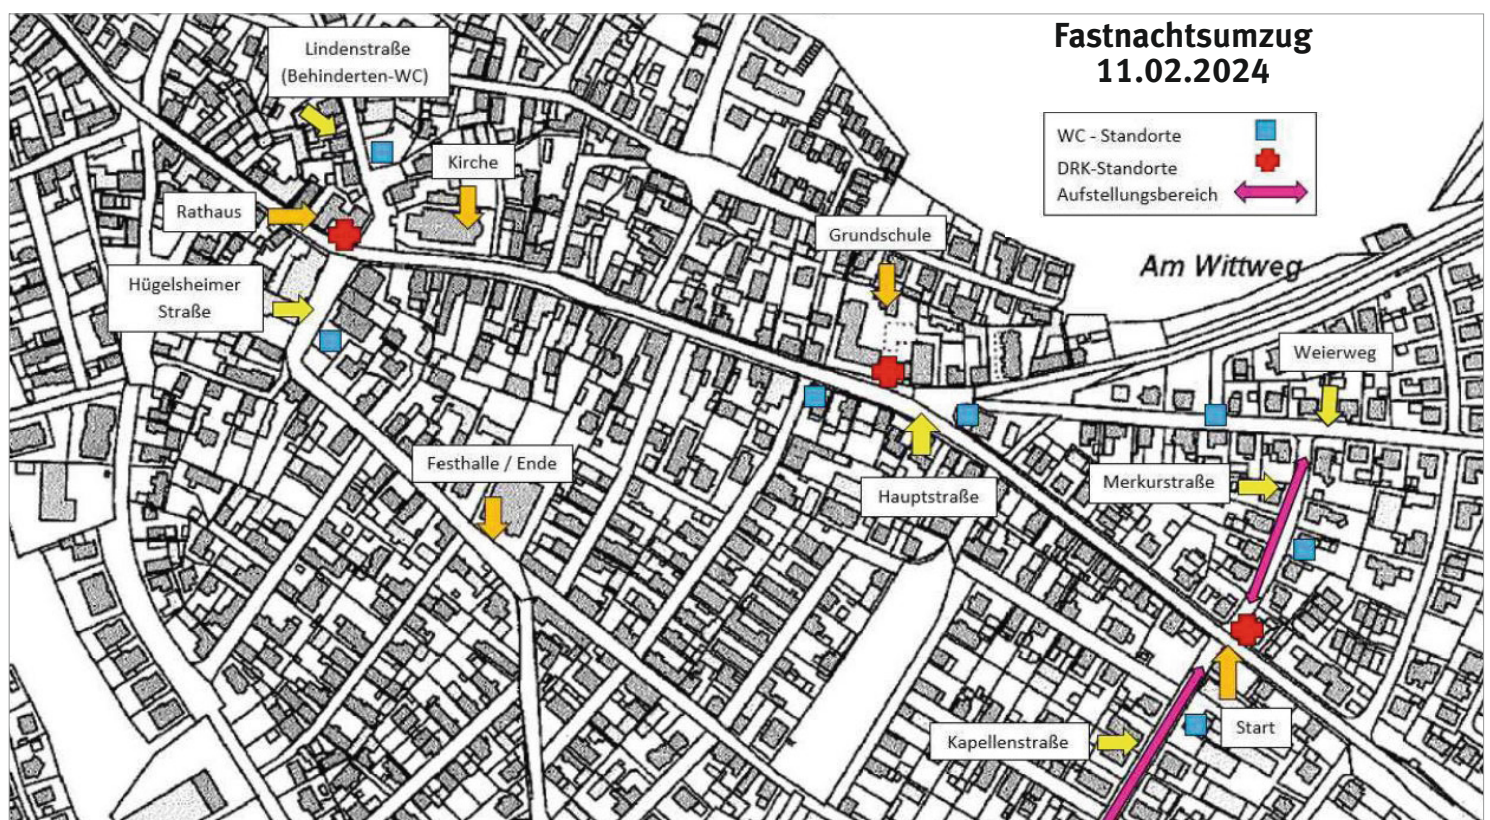 Fastnachtsumzug
11.02.2024
WC - Standorte
DRK-Standorte
Aufstellungsbereich
Lindenstraße
(Behinderten-WC)
Kirche
Rathaus
Hügelsheimer
Straße
Grundschule
Am Wittweg
Weierweg
Festhalle / Ende
Hauptstraße
Merkurstraße
Kapellenstraße
Start